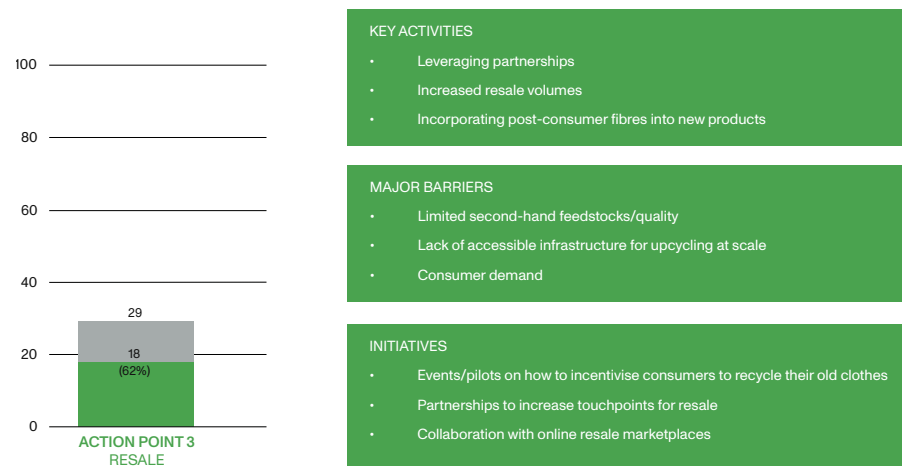 100
80
60
40
20
0
29
18
(62%)
ACTION POINT 3
RESALE
KEY ACTIVITIES
• Leveraging partnerships
• Increased resale volumes
• Incorporating post-consumer fibres into new products
MAJOR BARRIERS
• Limited second-hand feedstocks/quality
• Lack of accessible infrastructure for upcycling at scale
• Consumer demand
INITIATIVES
• Events/pilots on how to incentivise consumers to recycle their old clothes
• Partnerships to increase touchpoints for resale
• Collaboration with online resale marketplaces